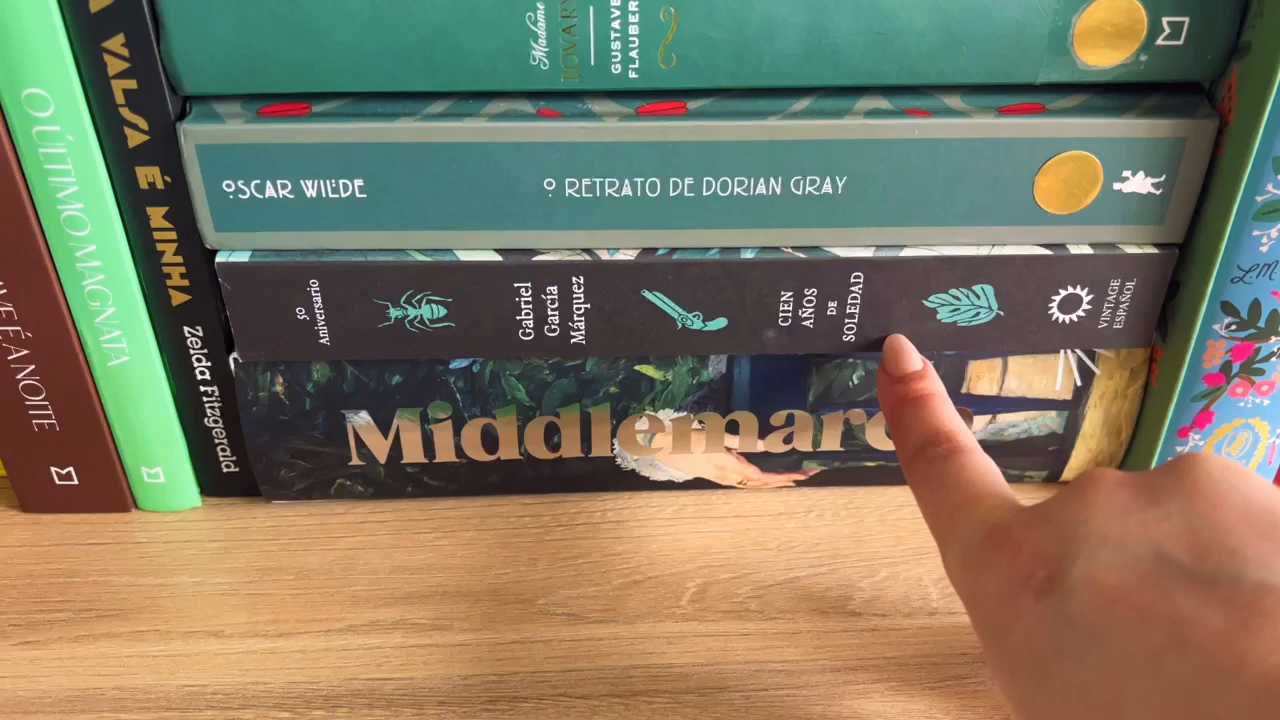 Madame
BOVARY
GUSTAVE
FLAUBER
OSCAR WILDE
O RETRATO DE DORIAN GRAY
50
Aniversario
Gabriel
García
Márquez
CIEN
AÑOS
DE
SOLEDAD
VINTAGE
ESPAÑOL
Middlemarc
AVE É A NOITE
O ÚLTIMO MAGNATA
A VALSA É MINHA
Zelda Fitzgerald
L.M